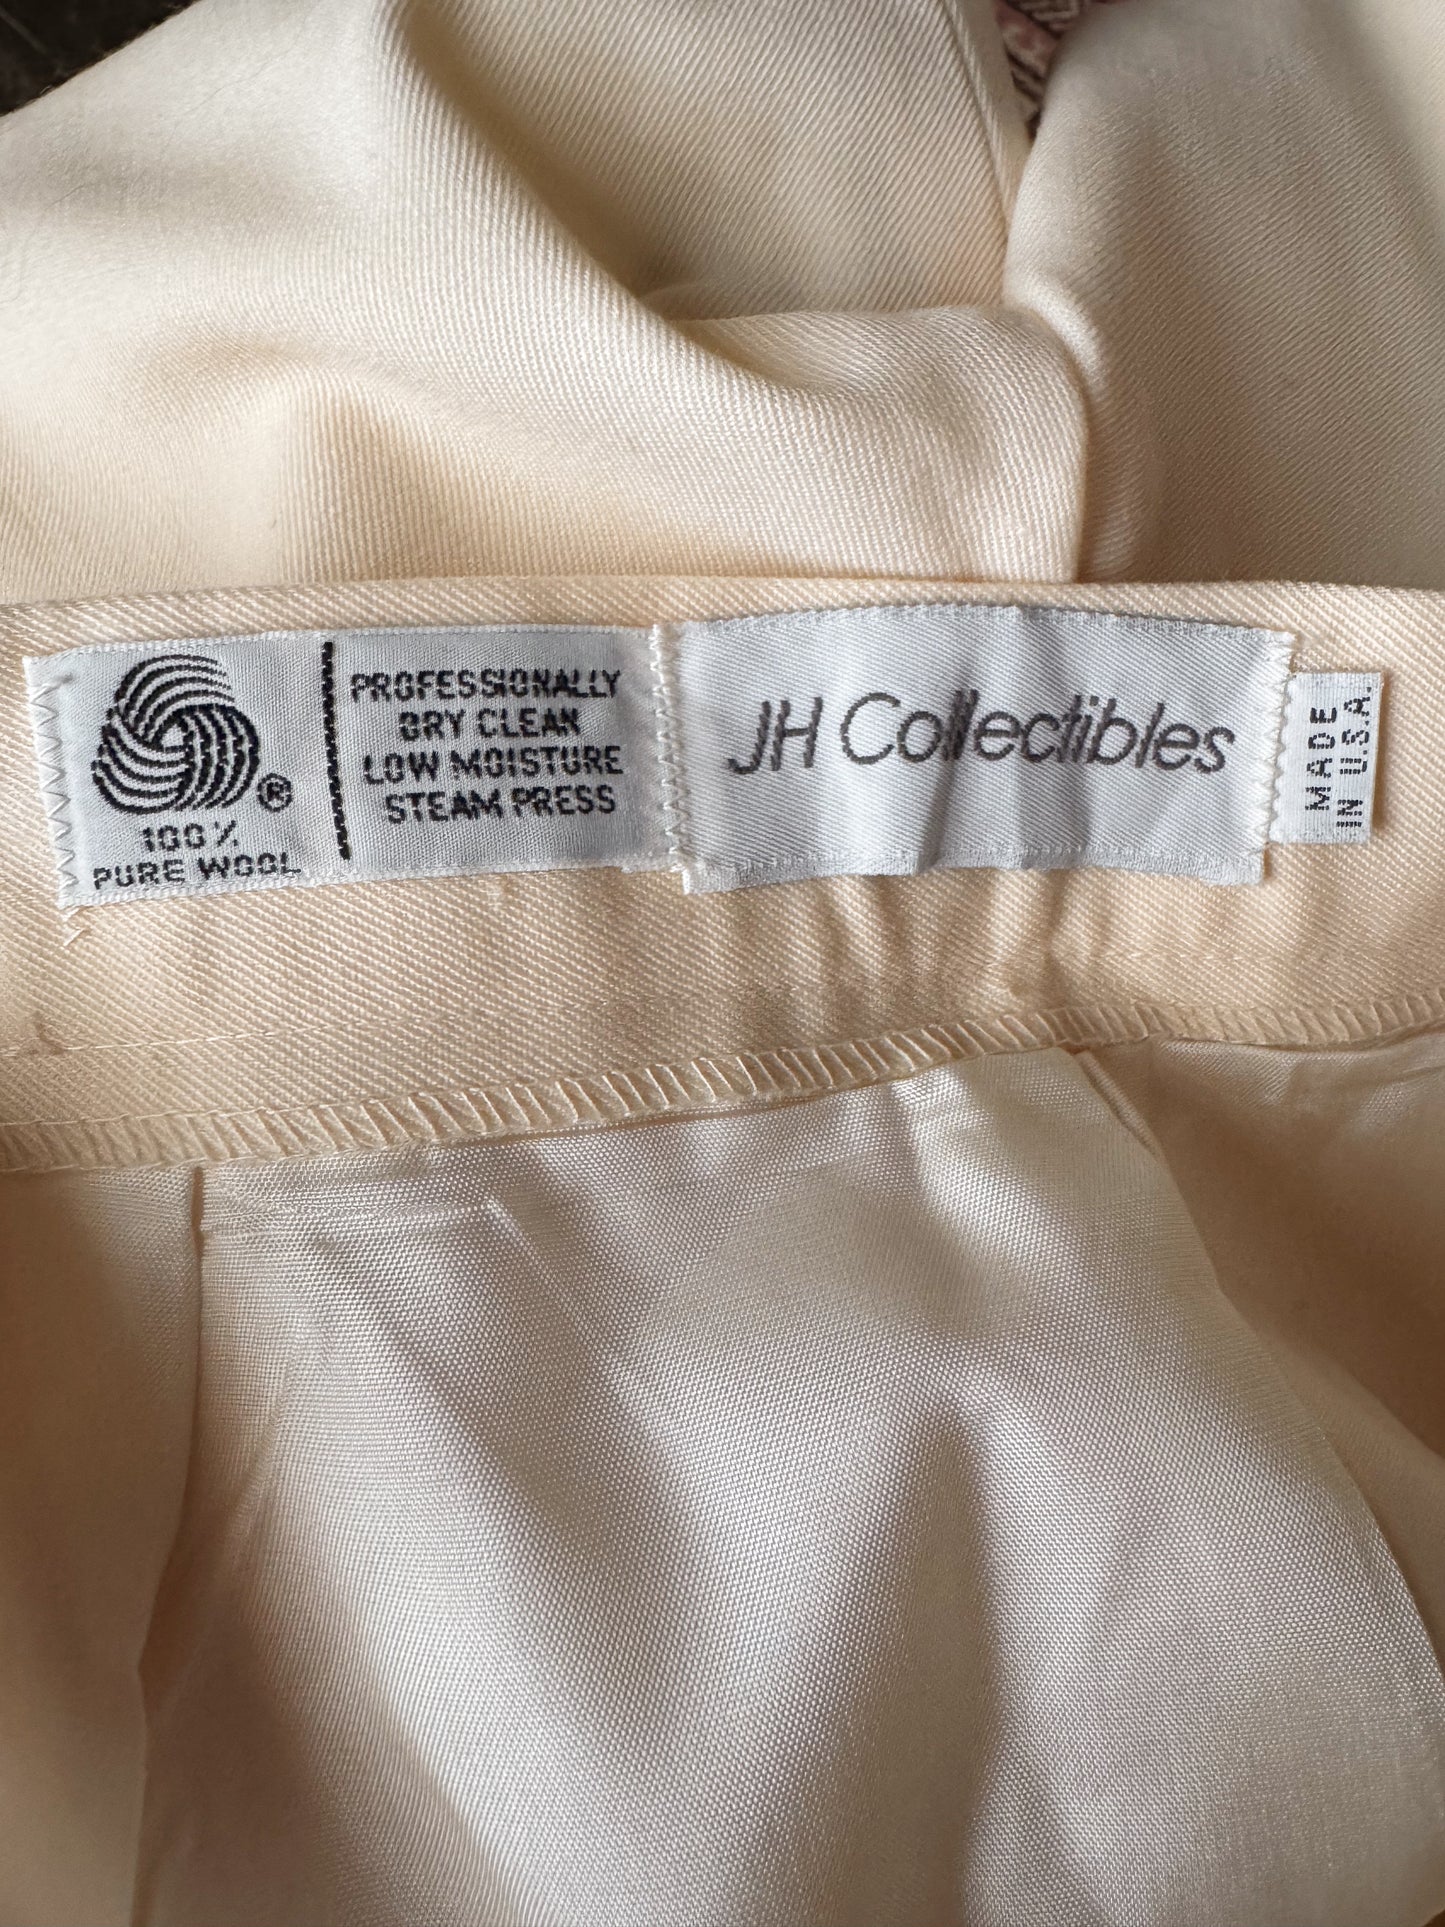 ®
100%
PURE WOOL
PROFESSIONALLY
DRY CLEAN
LOW MOISTURE
STEAM PRESS
JH Collectibles
MADE
IN U.S.A.